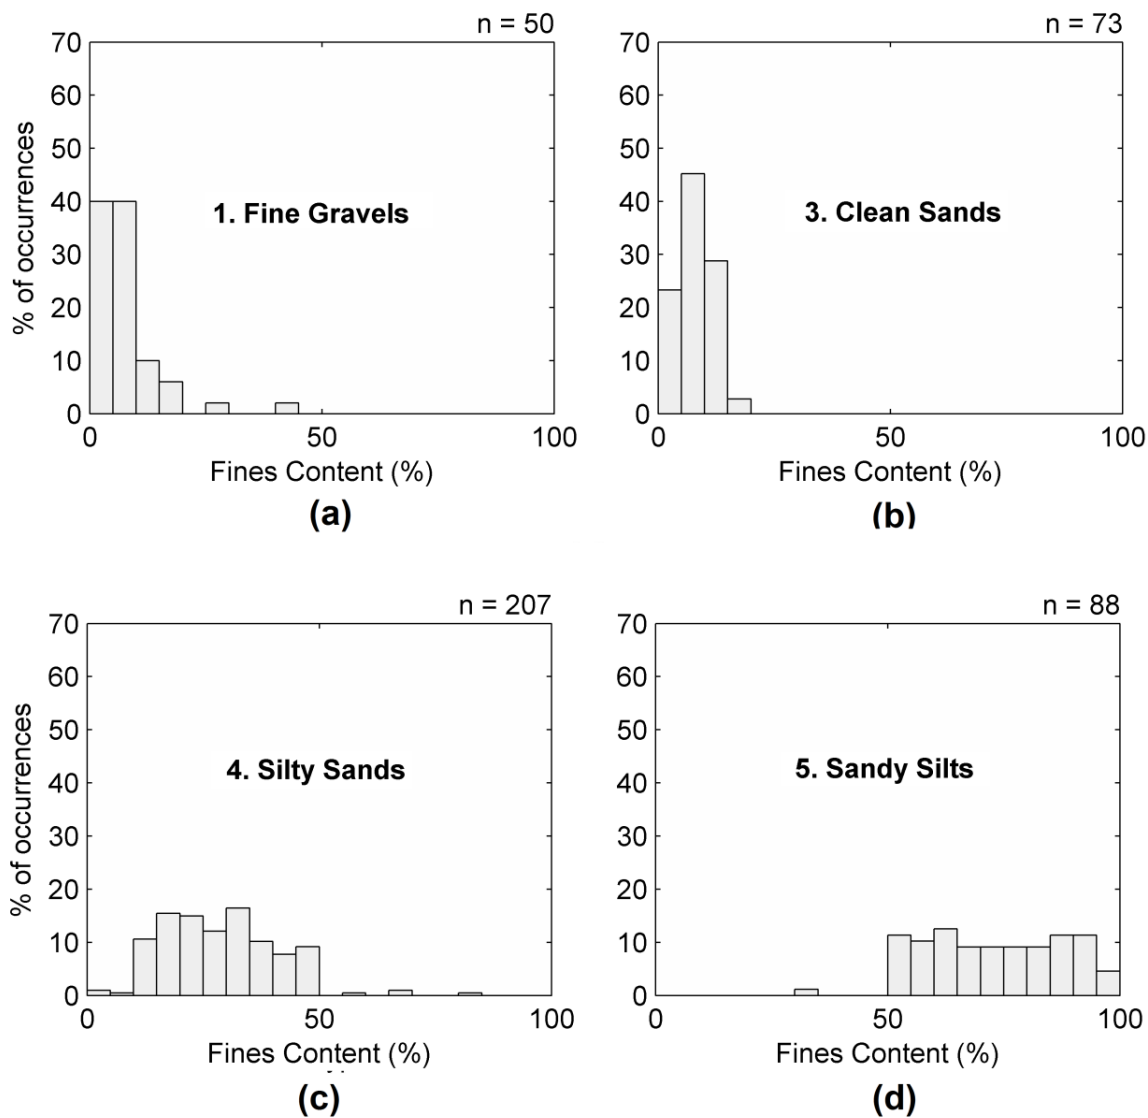 n = 50
70
60
50
40
30
20
10
0
% of occurrences
1. Fine Gravels
0
50
100
Fines Content (%)
(a)
n = 73
70
60
50
40
30
20
10
0
3. Clean Sands
0
50
100
Fines Content (%)
(b)
n = 207
70
60
50
40
30
20
10
0
% of occurrences
4. Silty Sands
0
50
100
Fines Content (%)
(c)
n = 88
70
60
50
40
30
20
10
0
5. Sandy Silts
0
50
100
Fines Content (%)
(d)